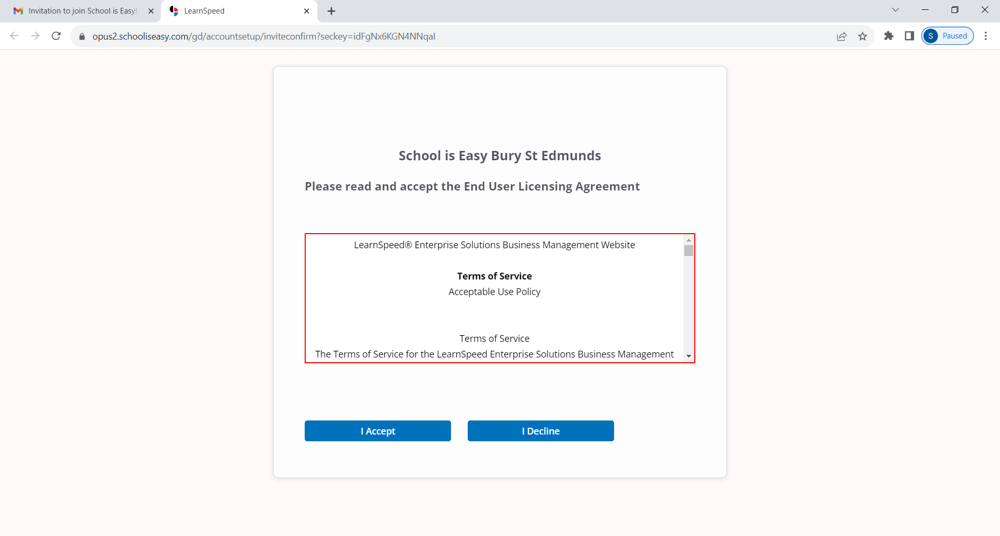 Invitation to join School is Easy!
LearnSpeed
opus2.schooliseasy.com/gd/accountsetup/inviteconfirm?seckey=idFgNx6KGN4NNqaI
S
Paused
School is Easy Bury St Edmunds
Please read and accept the End User Licensing Agreement
LearnSpeed® Enterprise Solutions Business Management Website
Terms of Service
Acceptable Use Policy
Terms of Service
The Terms of Service for the LearnSpeed Enterprise Solutions Business Management
I Accept
I Decline